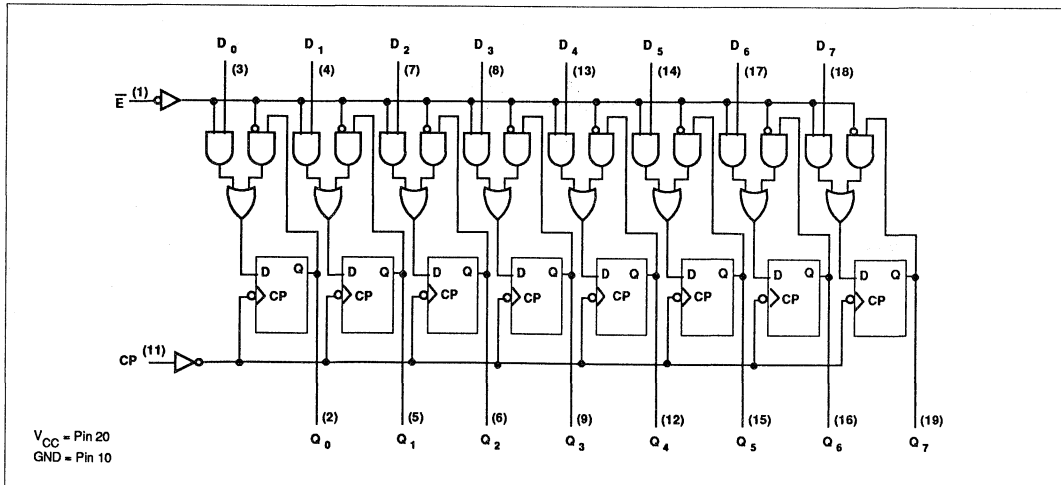 D0 D1 D2 D3 D4 D5 D6 D7
(3) (4) (7) (8) (13) (14) (17) (18)
E̅ (1)
D Q D Q D Q D Q D Q D Q D Q D Q
CP CP CP CP CP CP CP CP
CP (11)
(2) (5) (6) (9) (12) (15) (16) (19)
Q0 Q1 Q2 Q3 Q4 Q5 Q6 Q7
VCC = Pin 20
GND = Pin 10